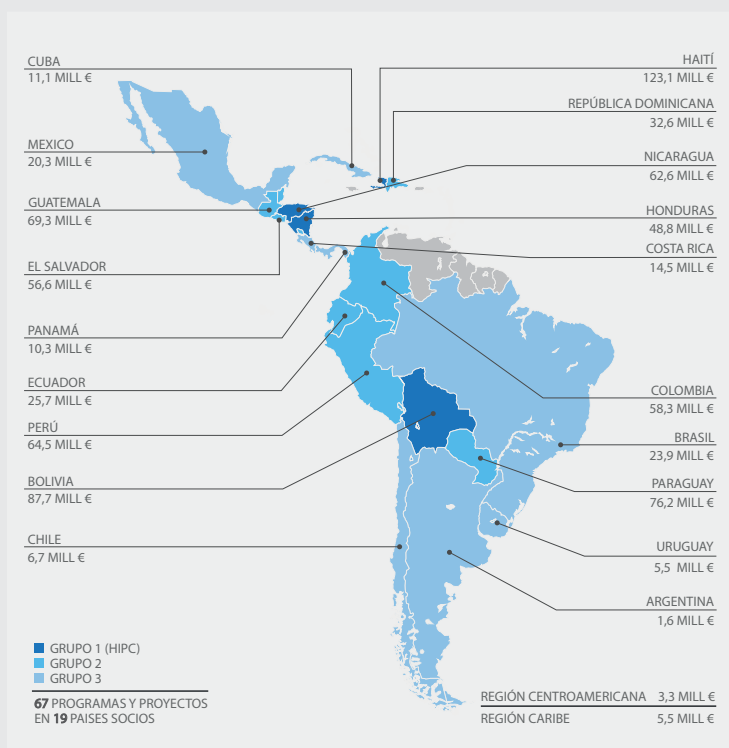 CUBA
11,1 MILL €
MEXICO
20,3 MILL €
GUATEMALA
69,3 MILL €
EL SALVADOR
56,6 MILL €
PANAMÁ
10,3 MILL €
ECUADOR
25,7 MILL €
PERÚ
64,5 MILL €
BOLIVIA
87,7 MILL €
CHILE
6,7 MILL €
HAITÍ
123,1 MILL €
REPÚBLICA DOMINICANA
32,6 MILL €
NICARAGUA
62,6 MILL €
HONDURAS
48,8 MILL €
COSTA RICA
14,5 MILL €
COLOMBIA
58,3 MILL €
BRASIL
23,9 MILL €
PARAGUAY
76,2 MILL €
URUGUAY
5,5 MILL €
ARGENTINA
1,6 MILL €
GRUPO 1 (HIPC)
GRUPO 2
GRUPO 3
67 PROGRAMAS Y PROYECTOS
EN 19 PAISES SOCIOS
REGIÓN CENTROAMERICANA 3,3 MILL €
REGIÓN CARIBE 5,5 MILL €